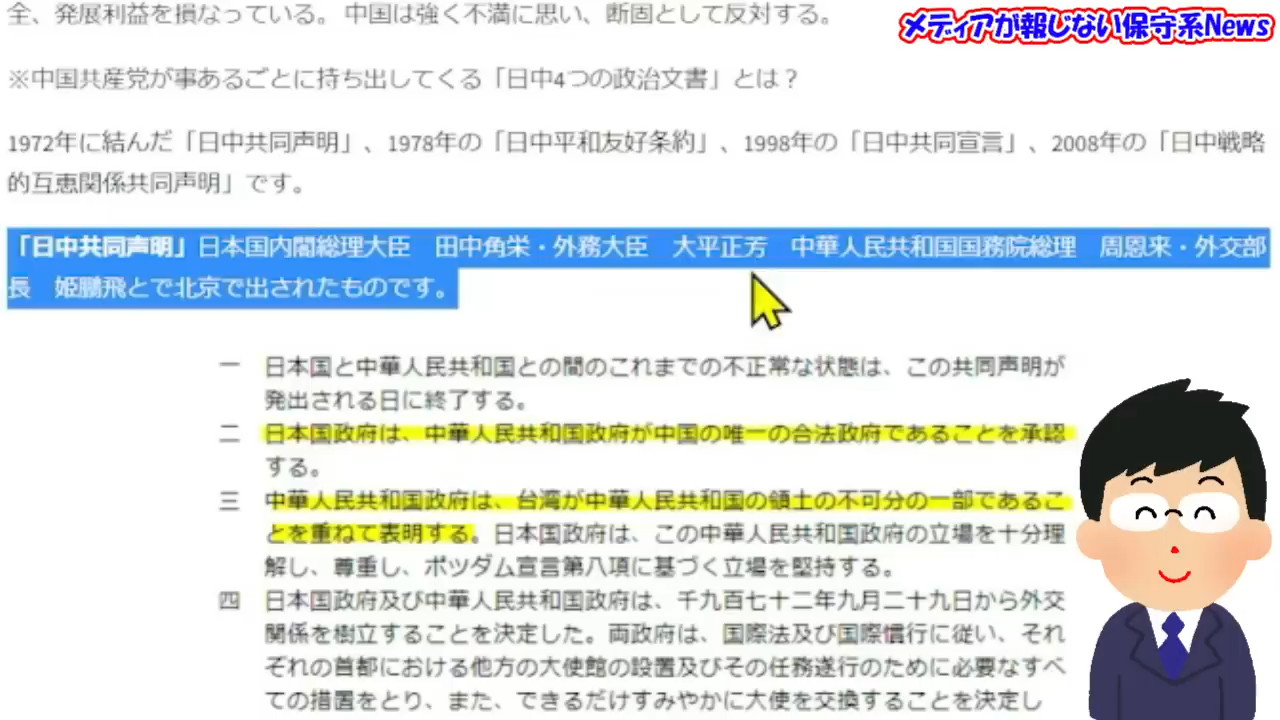 全、発展利益を損なっている。 中国は強く不満に思い、断固として反対する。
メディアが報じない保守系News
※中国共産党が事あるごとに持ち出してくる「日中4つの政治文書」とは？
1972年に結んだ「日中共同声明」、1978年の「日中平和友好条約」、1998年の「日中共同宣言」、2008年の「日中戦略
的互恵関係共同声明」です。
「日中共同声明」日本国内閣総理大臣　田中角栄・外務大臣　大平正芳　中華人民共和国国務院総理　周恩来・外交部
長　姫鵬飛とで北京で出されたものです。
一　日本国と中華人民共和国との間のこれまでの不正常な状態は、この共同声明が
発出される日に終了する。
二　日本国政府は、中華人民共和国政府が中国の唯一の合法政府であることを承認
する。
三　中華人民共和国政府は、台湾が中華人民共和国の領土の不可分の一部であるこ
とを重ねて表明する。日本国政府は、この中華人民共和国政府の立場を十分理
解し、尊重し、ポツダム宣言第八項に基づく立場を堅持する。
四　日本国政府及び中華人民共和国政府は、千九百七十二年九月二十九日から外交
関係を樹立することを決定した。両政府は、国際法及び国際慣行に従い、それ
ぞれの首都における他方の大使館の設置及びその任務遂行のために必要なすべ
ての措置をとり、また、できるだけすみやかに大使を交換することを決定し